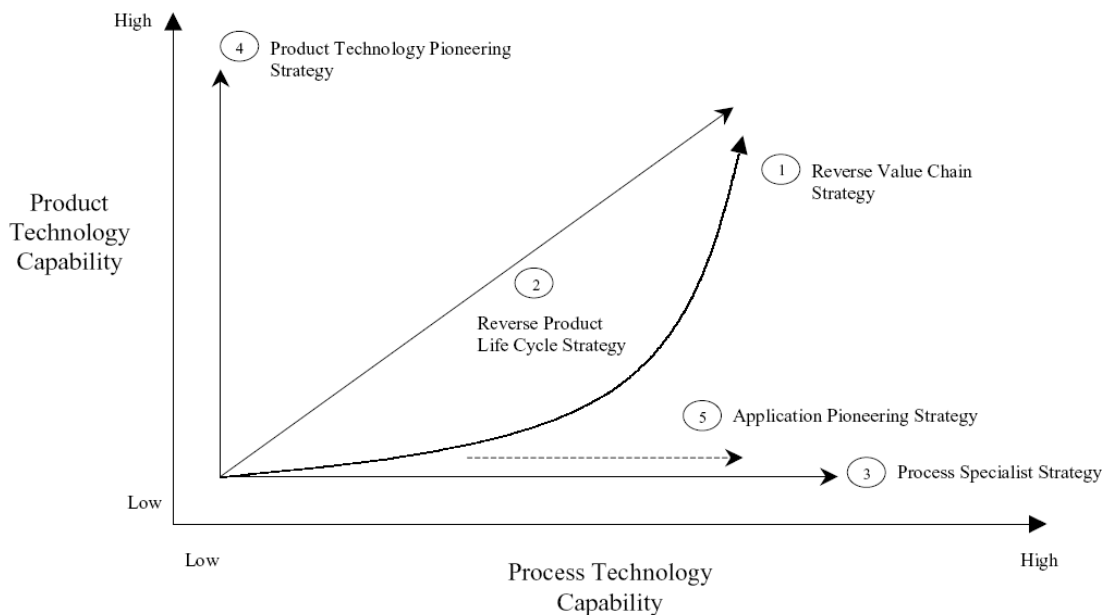 High
4
Product Technology Pioneering
Strategy
1
Reverse Value Chain
Strategy
Product
Technology
Capability
2
Reverse Product
Life Cycle Strategy
5
Application Pioneering Strategy
3
Process Specialist Strategy
Low
Low
High
Process Technology
Capability